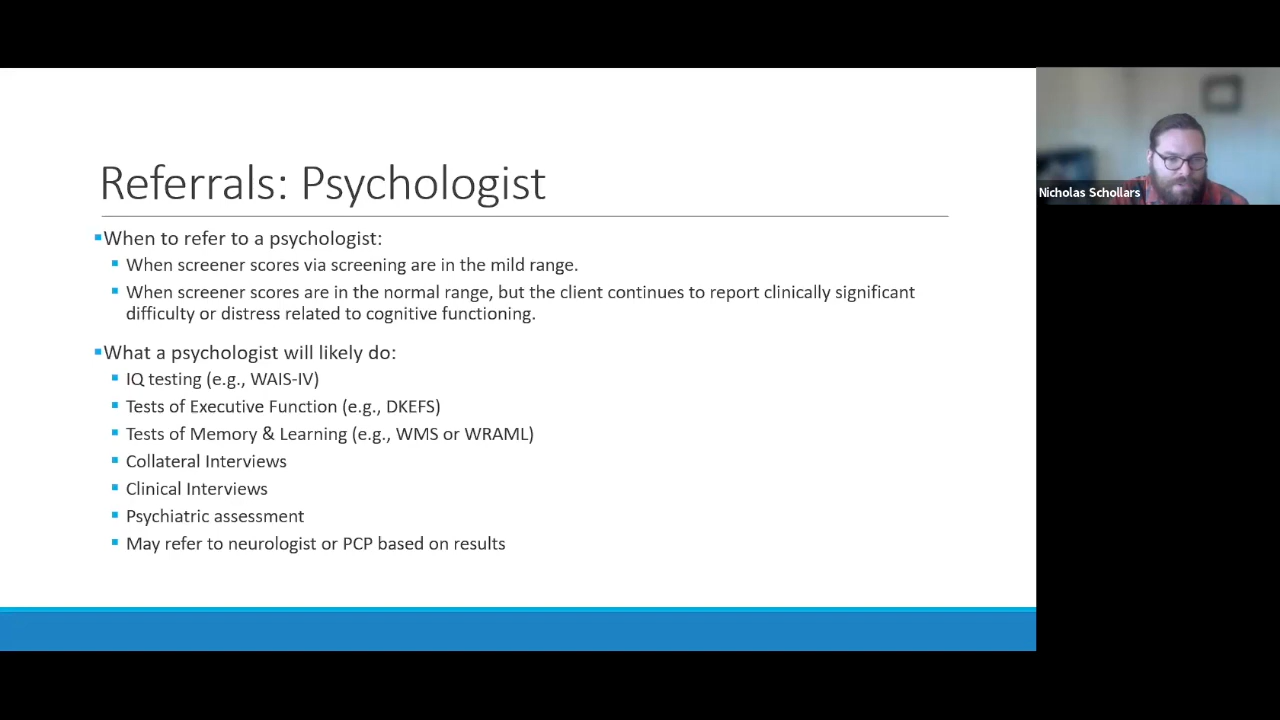 Referrals: Psychologist
▪When to refer to a psychologist:
▪ When screener scores via screening are in the mild range.
▪ When screener scores are in the normal range, but the client continues to report clinically significant
difficulty or distress related to cognitive functioning.
▪What a psychologist will likely do:
▪ IQ testing (e.g., WAIS-IV)
▪ Tests of Executive Function (e.g., DKEFS)
▪ Tests of Memory & Learning (e.g., WMS or WRAML)
▪ Collateral Interviews
▪ Clinical Interviews
▪ Psychiatric assessment
▪ May refer to neurologist or PCP based on results
Nicholas Schollars